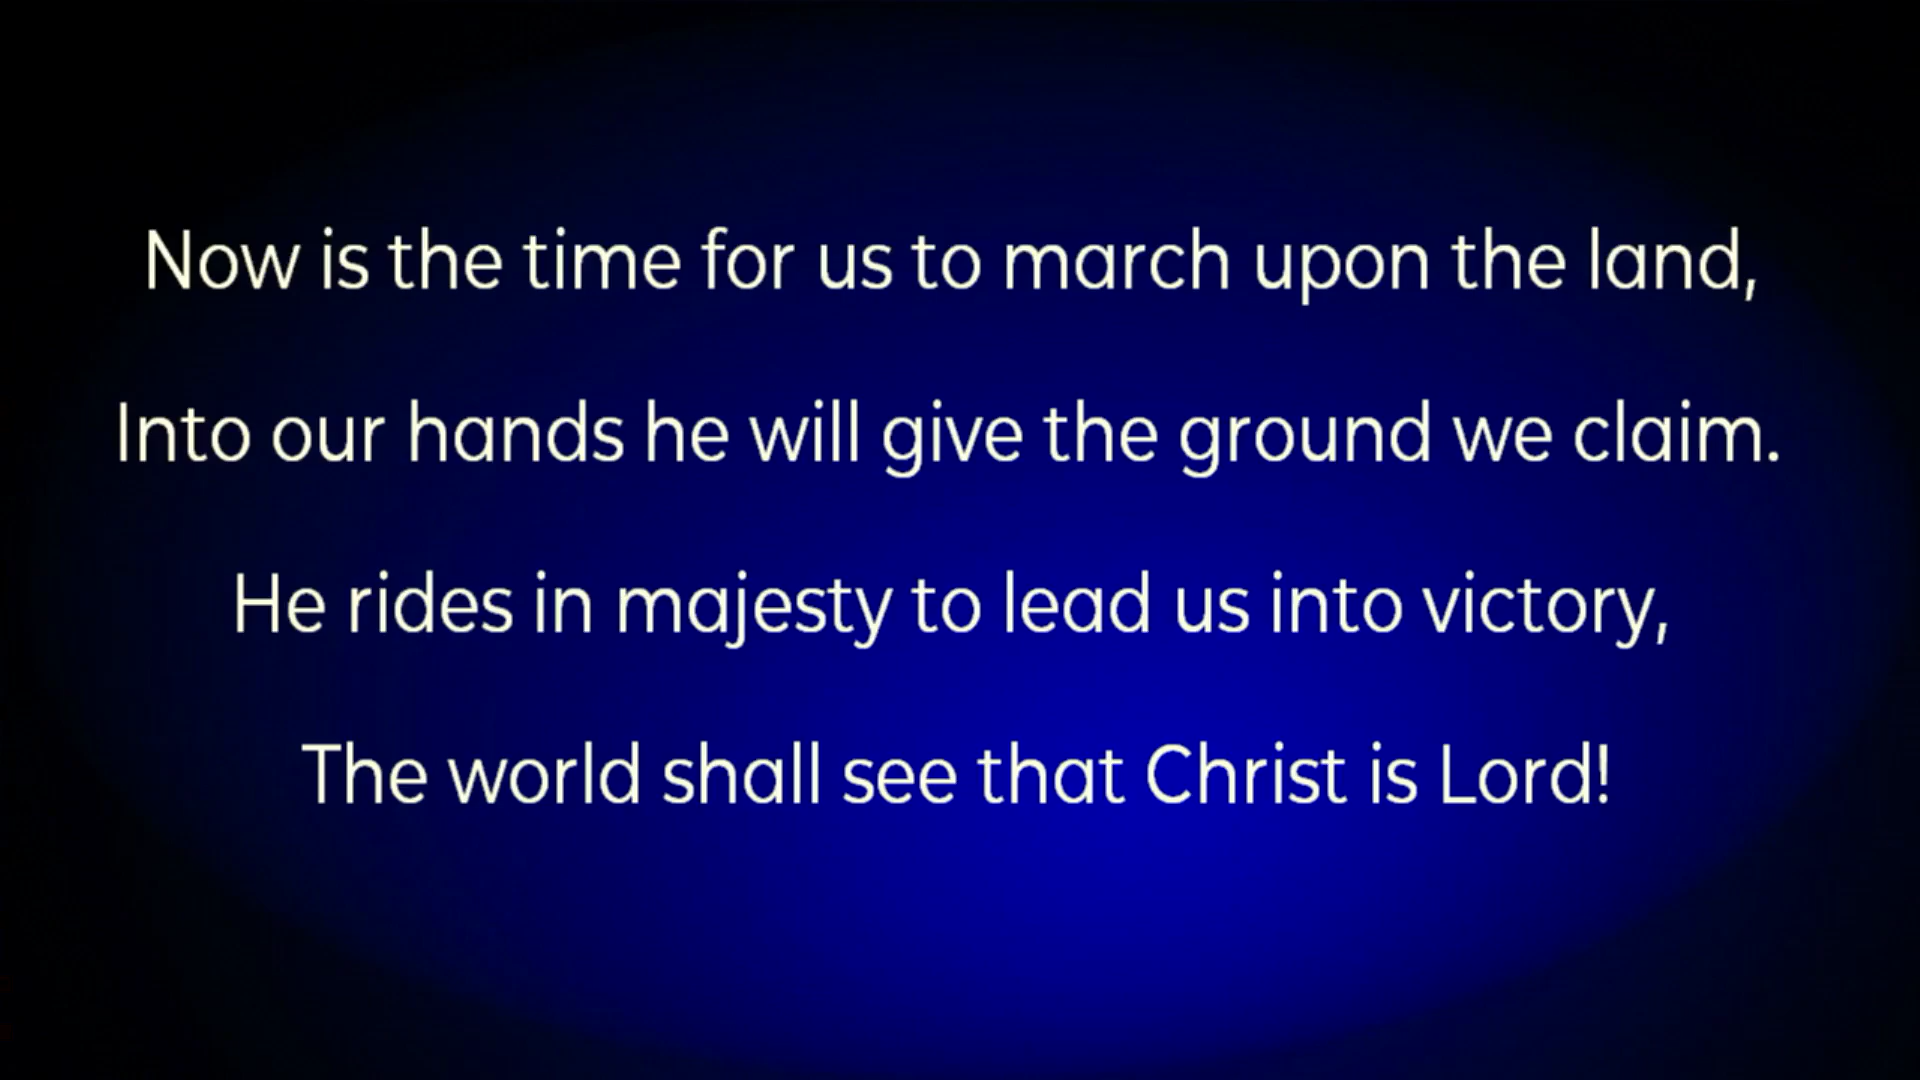 Now is the time for us to march upon the land,
Into our hands he will give the ground we claim.
He rides in majesty to lead us into victory,
The world shall see that Christ is Lord!